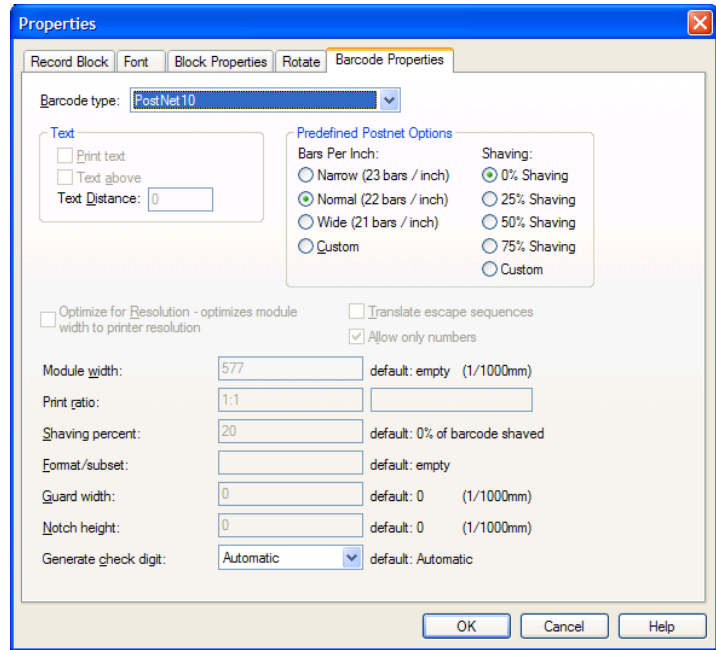 Properties
Record Block Font Block Properties Rotate Barcode Properties
Barcode type: PostNet10
Text
Print text
Text above
Text Distance: 0
Predefined Postnet Options
Bars Per Inch:
Narrow (23 bars / inch)
Normal (22 bars / inch)
Wide (21 bars / inch)
Custom
Shaving:
0% Shaving
25% Shaving
50% Shaving
75% Shaving
Custom
Optimize for Resolution - optimizes module
width to printer resolution
Translate escape sequences
Allow only numbers
Module width: 577 default: empty (1/1000mm)
Print ratio: 1:1
Shaving percent: 20 default: 0% of barcode shaved
Format/subset: default: empty
Guard width: 0 default: 0 (1/1000mm)
Notch height: 0 default: 0 (1/1000mm)
Generate check digit: Automatic default: Automatic
OK Cancel Help